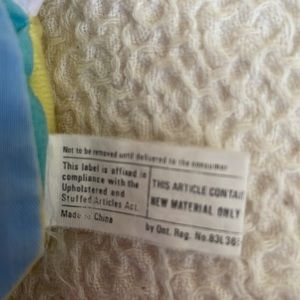 Not to be removed until delivered to the consumer
This label is affixed in
compliance with the
Upholstered and
Stuffed Articles Act
THIS ARTICLE CONTAI
NEW MATERIAL ONLY
Made in China
by Ont. Reg. No.83L36